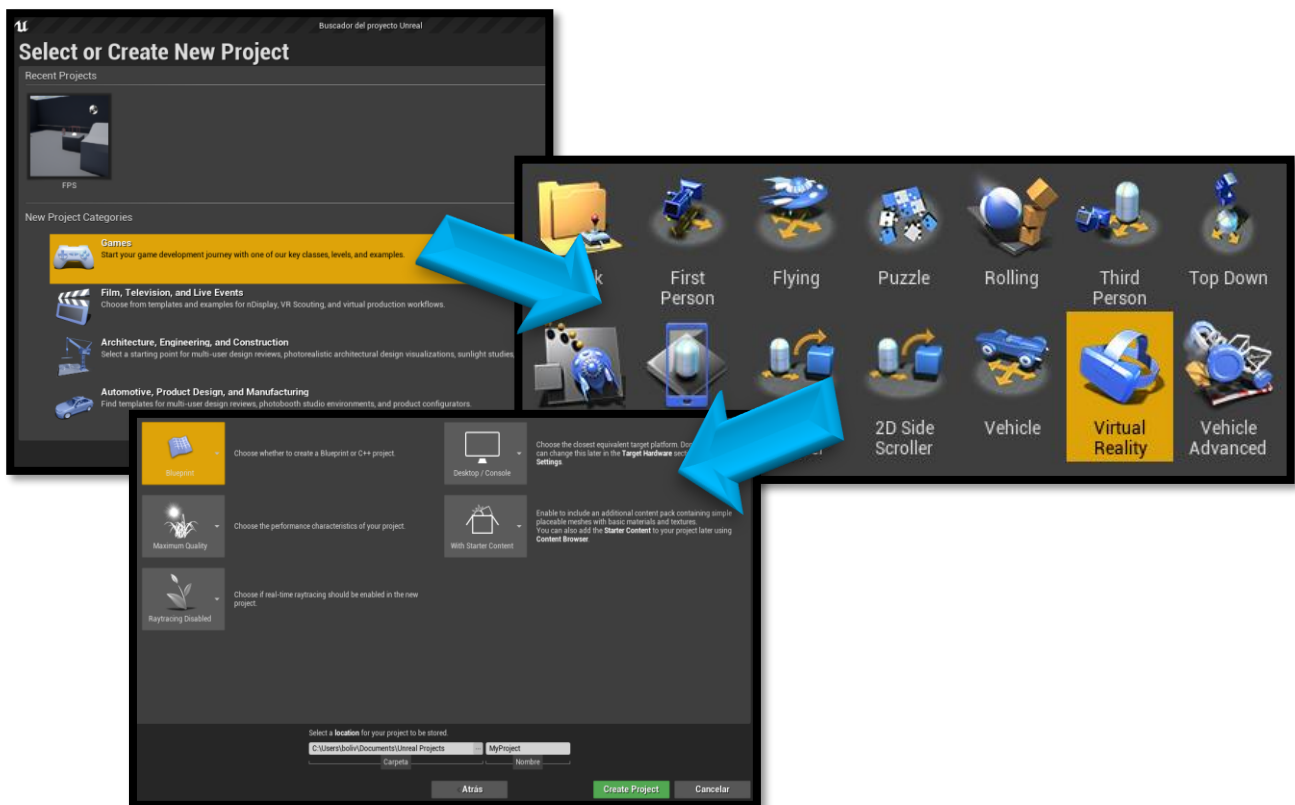 Buscador del proyecto Unreal
Select or Create New Project
Recent Projects
FPS
New Project Categories
Games
Start your game development journey with one of our key classes, levels, and examples.
Film, Television, and Live Events
Choose from templates and examples for nDisplay, VR Scouting, and virtual production workflows.
Architecture, Engineering, and Construction
Select a starting point for multi-user design reviews, photorealistic architectural design visualizations, sunlight studies,
Automotive, Product Design, and Manufacturing
Find templates for multi-user design reviews, photobooth studio environments, and product configurators.
First
Person
Flying
Puzzle
Rolling
Third
Person
Top Down
2D Side
Scroller
Vehicle
Virtual
Reality
Vehicle
Advanced
Blueprint
Choose whether to create a Blueprint or C++ project.
Desktop / Console
Choose the closest equivalent target platform.
can change this later in the Target Hardware
Settings.
Maximum Quality
Choose the performance characteristics of your project.
With Starter Content
Enable to include an additional content pack containing simple
placeable meshes with basic materials and textures.
You can also add the Starter Content to your project later using
Content Browser.
Raytracing Disabled
Choose if real-time raytracing should be enabled in the new
project.
Select a location for your project to be stored.
C:\Users\boliv\Documents\Unreal Projects
MyProject
Carpeta
Nombre
Atrás
Create Project
Cancelar